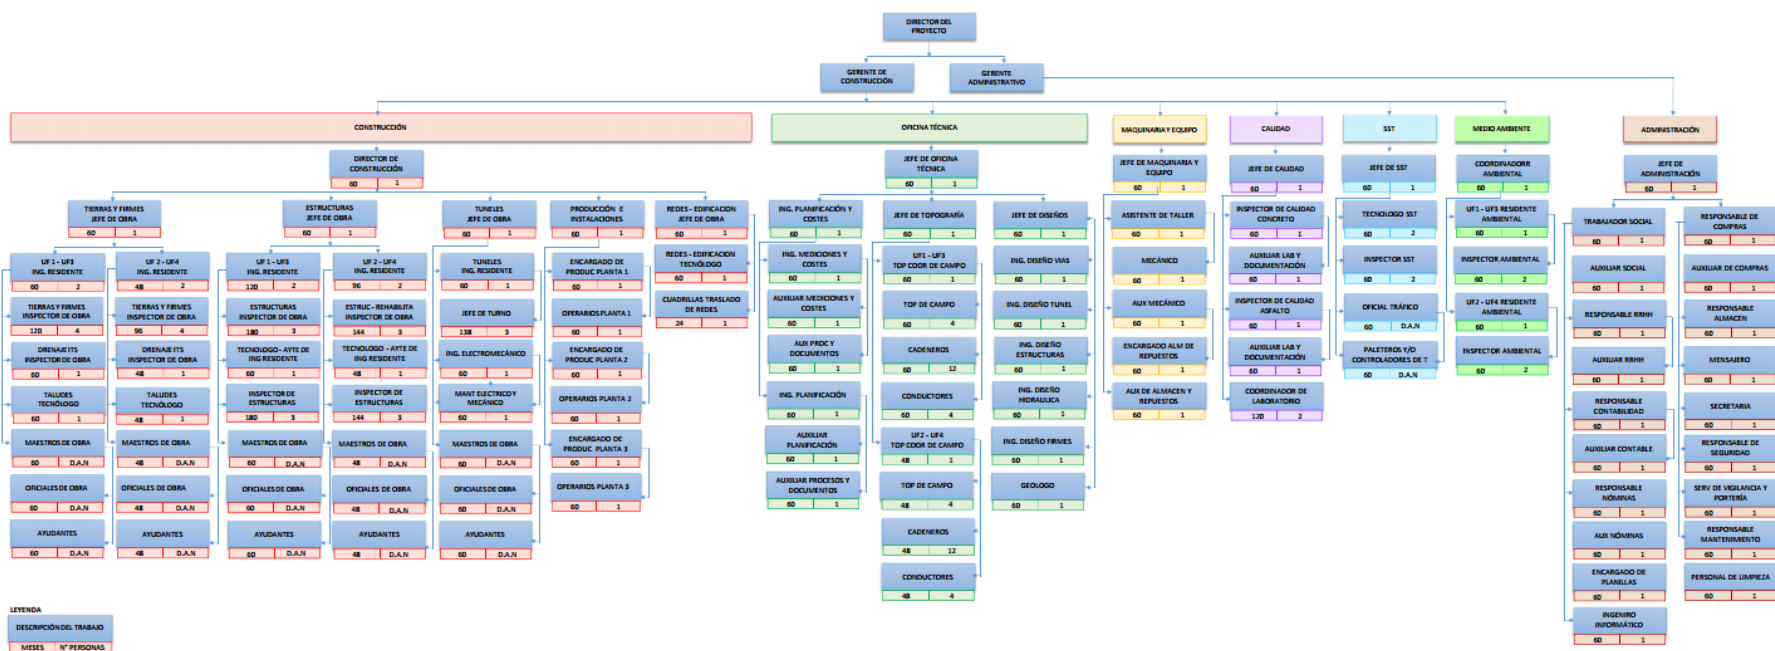 DIRECTOR DEL
PROYECTO
GERENTE DE
CONSTRUCCIÓN
GERENTE
ADMINISTRATIVO
CONSTRUCCIÓN
OFICINA TÉCNICA
MAQUINARIA Y EQUIPO
CALIDAD
SST
MEDIO AMBIENTE
ADMINISTRACIÓN
DIRECTOR DE
CONSTRUCCIÓN
60 1
TIERRAS Y FIRMES
JEFE DE OBRA
60 1
UF 1 - UF3
ING. RESIDENTE
60 2
TIERRAS Y FIRMES
INSPECTOR DE OBRA
120 4
DRENAJE ITS
INSPECTOR DE OBRA
60 1
TALUDES
TECNÓLOGO
60 1
MAESTROS DE OBRA
60 D.A.N
OFICIALES DE OBRA
60 D.A.N
AYUDANTES
60 D.A.N
UF 2 - UF4
ING. RESIDENTE
48 2
TIERRAS Y FIRMES
INSPECTOR DE OBRA
96 4
DRENAJE ITS
INSPECTOR DE OBRA
48 1
TALUDES
TECNÓLOGO
48 1
MAESTROS DE OBRA
48 D.A.N
OFICIALES DE OBRA
48 D.A.N
AYUDANTES
48 D.A.N
ESTRUCTURAS
JEFE DE OBRA
60 1
UF 1 - UF3
ING. RESIDENTE
120 2
ESTRUCTURAS
INSPECTOR DE OBRA
180 3
TECNOLOGO - AYTE DE
ING RESIDENTE
60 1
INSPECTOR DE
ESTRUCTURAS
180 3
MAESTROS DE OBRA
60 D.A.N
OFICIALES DE OBRA
60 D.A.N
AYUDANTES
60 D.A.N
UF 2 - UF4
ING. RESIDENTE
96 2
ESTRUC - REHABILITA
INSPECTOR DE OBRA
144 3
TECNOLOGO - AYTE DE
ING RESIDENTE
48 1
INSPECTOR DE
ESTRUCTURAS
144 3
MAESTROS DE OBRA
48 D.A.N
OFICIALES DE OBRA
48 D.A.N
AYUDANTES
48 D.A.N
TUNELES
JEFE DE OBRA
60 1
TUNELES
ING. RESIDENTE
60 1
JEFE DE TURNO
138 3
ING. ELECTROMECÁNICO
60 1
MANT ELECTRICO Y
MECÁNICO
60 1
MAESTROS DE OBRA
60 D.A.N
OFICIALES DE OBRA
60 D.A.N
AYUDANTES
60 D.A.N
PRODUCCIÓN E
INSTALACIONES
60 1
ENCARGADO DE
PRODUC PLANTA 1
60 1
OPERARIOS PLANTA 1
60 1
ENCARGADO DE
PRODUC PLANTA 2
60 1
OPERARIOS PLANTA 2
60 1
ENCARGADO DE
PRODUC PLANTA 3
60 1
OPERARIOS PLANTA 3
60 1
REDES - EDIFICACION
JEFE DE OBRA
60 1
REDES - EDIFICACION
TECNÓLOGO
60 1
CUADRILLAS TRASLADO
DE REDES
24 1
JEFE DE OFICINA
TÉCNICA
60 1
ING. PLANIFICACIÓN Y
COSTES
60 1
ING. MEDICIONES Y
COSTES
60 1
AUXILIAR MEDICIONES Y
COSTES
60 1
AUX PROC Y
DOCUMENTOS
60 1
ING. PLANIFICACIÓN
60 1
AUXILIAR
PLANIFICACIÓN
60 1
AUXILIAR PROCESOS Y
DOCUMENTOS
60 1
JEFE DE TOPOGRAFÍA
60 1
UF1 - UF3
TOP COOR DE CAMPO
60 1
TOP DE CAMPO
60 4
CADENEROS
60 12
CONDUCTORES
60 4
UF2 - UF4
TOP COOR DE CAMPO
48 1
TOP DE CAMPO
48 4
CADENEROS
48 12
CONDUCTORES
48 4
JEFE DE DISEÑOS
60 1
ING. DISEÑO VIAS
60 1
ING. DISEÑO TUNEL
60 1
ING. DISEÑO
ESTRUCTURAS
60 1
ING. DISEÑO
HIDRAULICA
60 1
ING. DISEÑO FIRMES
60 1
GEOLOGO
60 1
JEFE DE MAQUINARIA Y
EQUIPO
60 1
ASISTENTE DE TALLER
60 1
MECÁNICO
60 1
AUX MECÁNICO
60 1
ENCARGADO ALM DE
REPUESTOS
60 1
AUX DE ALMACEN Y
REPUESTOS
60 1
JEFE DE CALIDAD
60 1
INSPECTOR DE CALIDAD
CONCRETO
60 1
AUXILIAR LAB Y
DOCUMENTACIÓN
60 1
INSPECTOR DE CALIDAD
ASFALTO
60 1
AUXILIAR LAB Y
DOCUMENTACIÓN
60 1
COORDINADOR DE
LABORATORIO
120 2
JEFE DE SST
60 1
TECNOLOGO SST
60 2
INSPECTOR SST
60 2
OFICIAL TRÁFICO
60 D.A.N
PALETEROS Y/O
CONTROLADORES DE T
60 D.A.N
COORDINADORR
AMBIENTAL
60 1
UF1 - UF3 RESIDENTE
AMBIENTAL
60 1
INSPECTOR AMBIENTAL
60 2
UF2 - UF4 RESIDENTE
AMBIENTAL
60 1
INSPECTOR AMBIENTAL
60 2
JEFE DE
ADMINISTRACIÓN
60 1
TRABAJADOR SOCIAL
60 1
AUXILIAR SOCIAL
60 1
RESPONSABLE RRHH
60 1
AUXILIAR RRHH
60 1
RESPONSABLE
CONTABILIDAD
60 1
AUXILIAR CONTABLE
60 1
RESPONSABLE
NÓMINAS
60 1
AUX NÓMINAS
60 1
ENCARGADO DE
PLANILLAS
60 1
INGENIRO
INFORMÁTICO
60 1
RESPONSABLE DE
COMPRAS
60 1
AUXILIAR DE COMPRAS
60 1
RESPONSABLE
ALMACEN
60 1
MENSAJERO
60 1
SECRETARIA
60 1
RESPONSABLE DE
SEGURIDAD
60 1
SERV DE VIGILANCIA Y
PORTERÍA
60 1
RESPONSABLE
MANTENIMIENTO
60 1
PERSONAL DE LIMPIEZA
60 1
LEYENDA
DESCRIPCIÓN DEL TRABAJO
MESES N° PERSONAS